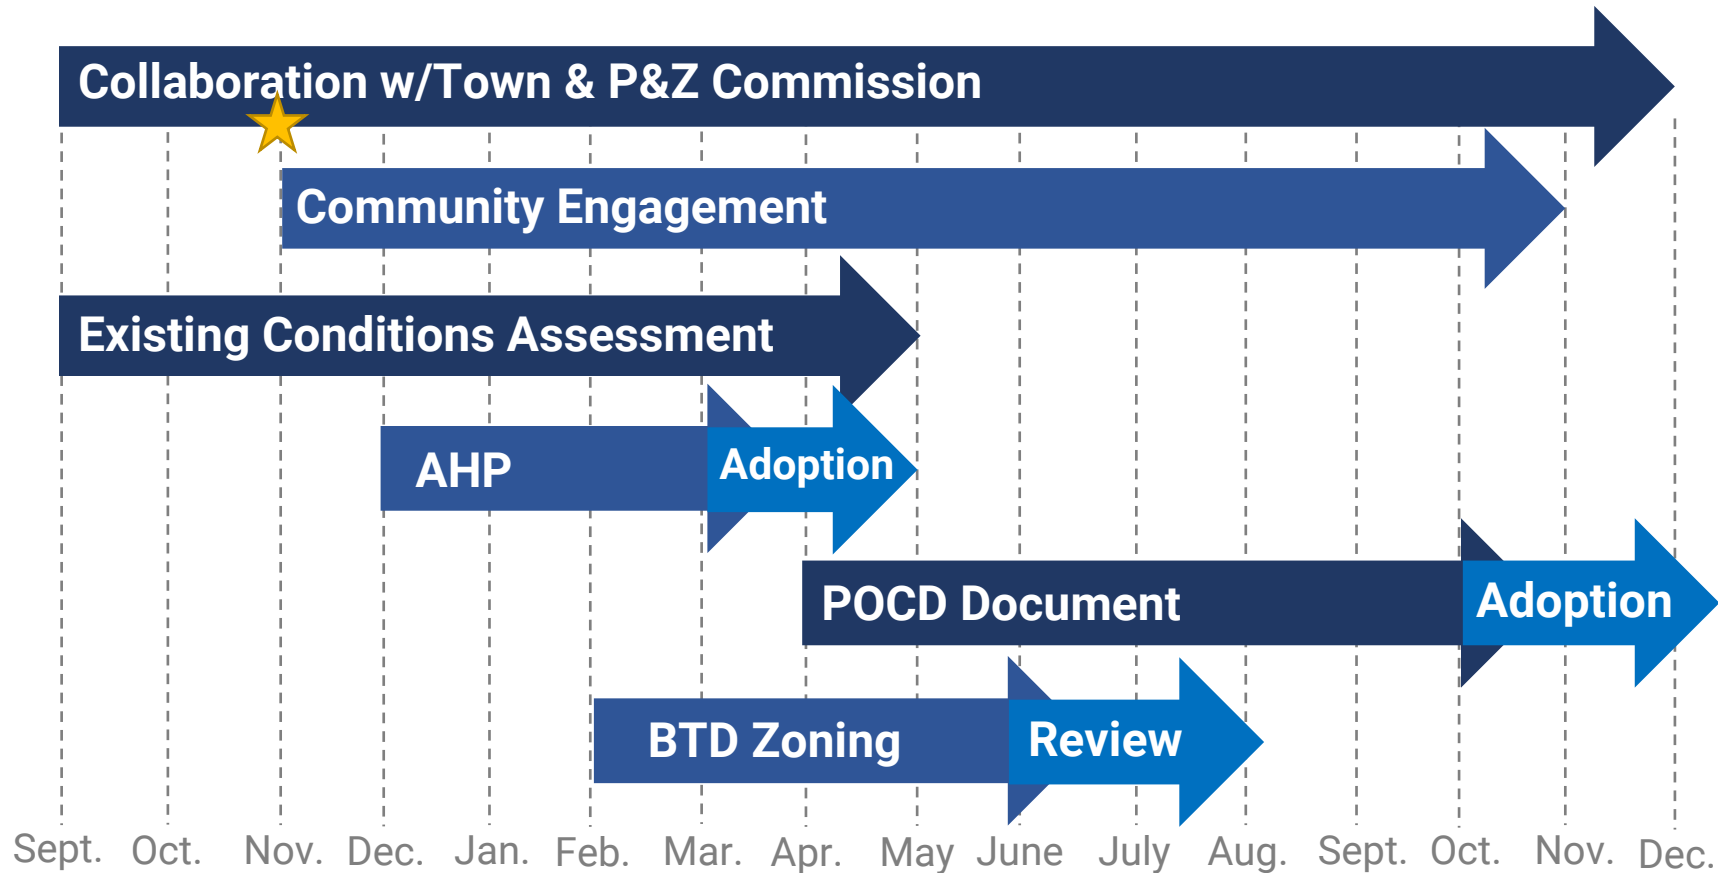 Collaboration w/Town & P&Z Commission
Community Engagement
Existing Conditions Assessment
AHP
Adoption
POCD Document
Adoption
BTD Zoning
Review
Sept. Oct. Nov. Dec. Jan. Feb. Mar. Apr. May June July Aug. Sept. Oct. Nov. Dec.